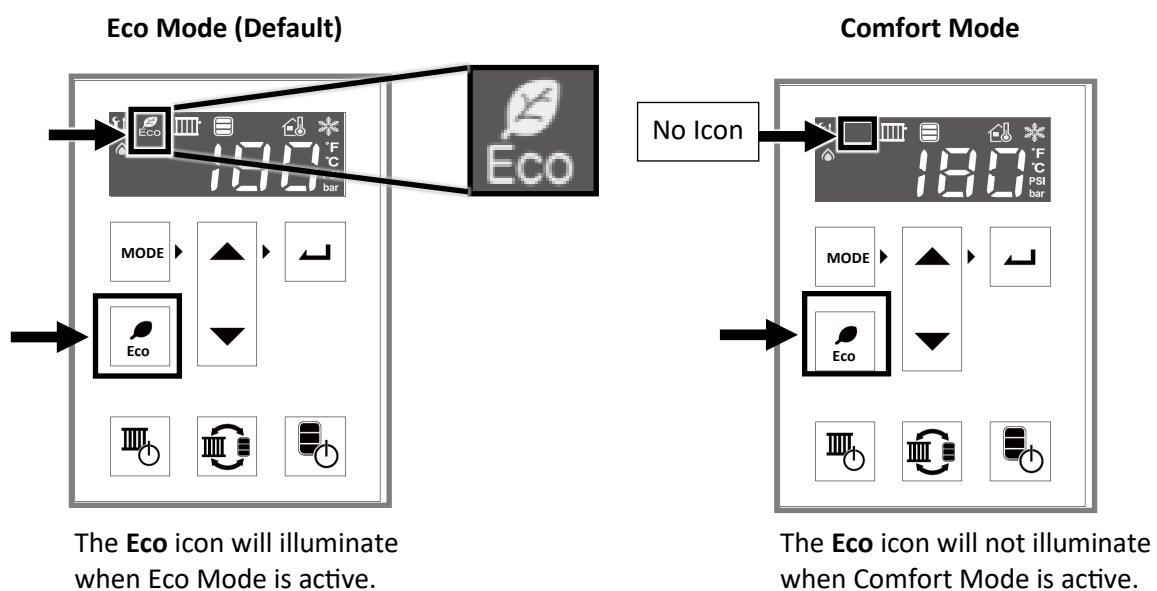 Eco Mode (Default)
Eco
°F
°C
bar
Eco
MODE
Eco
The Eco icon will illuminate
when Eco Mode is active.
Comfort Mode
No Icon
180
°F
°C
PSI
bar
MODE
Eco
The Eco icon will not illuminate
when Comfort Mode is active.